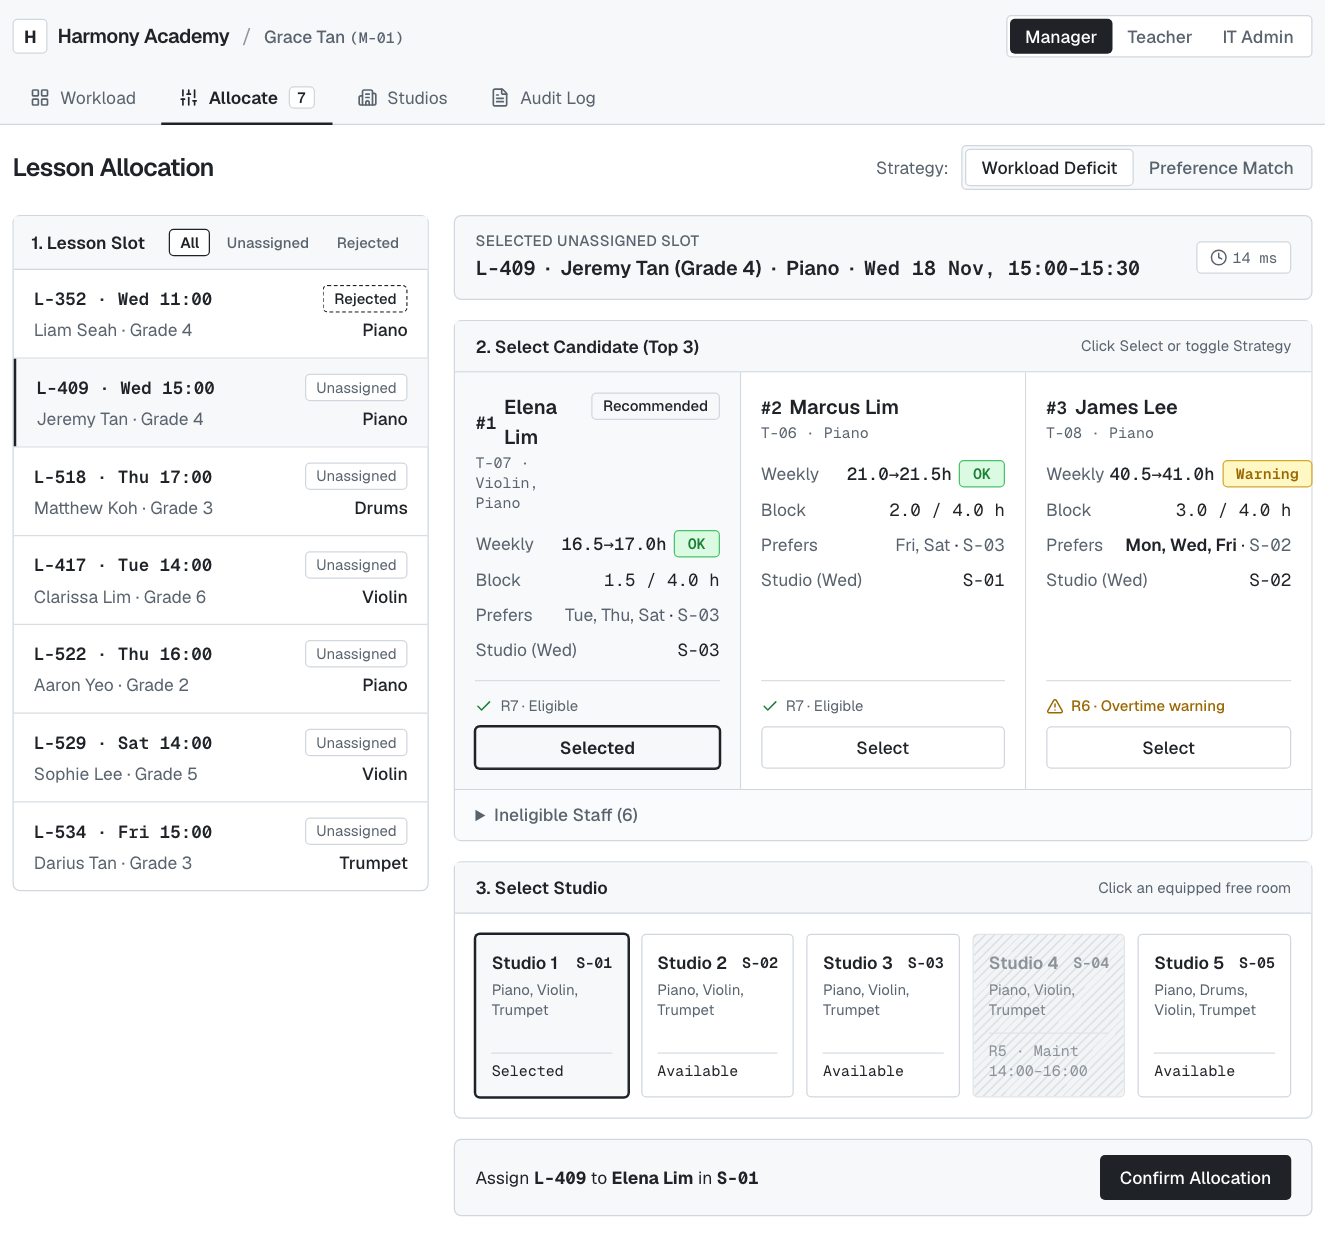 H Harmony Academy / Grace Tan (M-01)
Manager Teacher IT Admin
Workload Allocate 7 Studios Audit Log
Lesson Allocation
Strategy: Workload Deficit Preference Match
1. Lesson Slot All Unassigned Rejected
L-352 · Wed 11:00 Rejected
Liam Seah · Grade 4 Piano
L-409 · Wed 15:00 Unassigned
Jeremy Tan · Grade 4 Piano
L-518 · Thu 17:00 Unassigned
Matthew Koh · Grade 3 Drums
L-417 · Tue 14:00 Unassigned
Clarissa Lim · Grade 6 Violin
L-522 · Thu 16:00 Unassigned
Aaron Yeo · Grade 2 Piano
L-529 · Sat 14:00 Unassigned
Sophie Lee · Grade 5 Violin
L-534 · Fri 15:00 Unassigned
Darius Tan · Grade 3 Trumpet
SELECTED UNASSIGNED SLOT
L-409 · Jeremy Tan (Grade 4) · Piano · Wed 18 Nov, 15:00–15:30
14 ms
2. Select Candidate (Top 3)
Click Select or toggle Strategy
#1 Elena
Lim
Recommended
T-07 ·
Violin,
Piano
Weekly 16.5→17.0h OK
Block 1.5 / 4.0 h
Prefers Tue, Thu, Sat · S-03
Studio (Wed) S-03
R7 · Eligible
Selected
#2 Marcus Lim
T-06 · Piano
Weekly 21.0→21.5h OK
Block 2.0 / 4.0 h
Prefers Fri, Sat · S-03
Studio (Wed) S-01
R7 · Eligible
Select
#3 James Lee
T-08 · Piano
Weekly 40.5→41.0h Warning
Block 3.0 / 4.0 h
Prefers Mon, Wed, Fri · S-02
Studio (Wed) S-02
R6 · Overtime warning
Select
Ineligible Staff (6)
3. Select Studio
Click an equipped free room
Studio 1 S-01
Piano, Violin,
Trumpet
Selected
Studio 2 S-02
Piano, Violin,
Trumpet
Available
Studio 3 S-03
Piano, Violin,
Trumpet
Available
Studio 4 S-04
Piano, Violin,
Trumpet
R5 · Maint
14:00–16:00
Studio 5 S-05
Piano, Drums,
Violin, Trumpet
Available
Assign L-409 to Elena Lim in S-01
Confirm Allocation